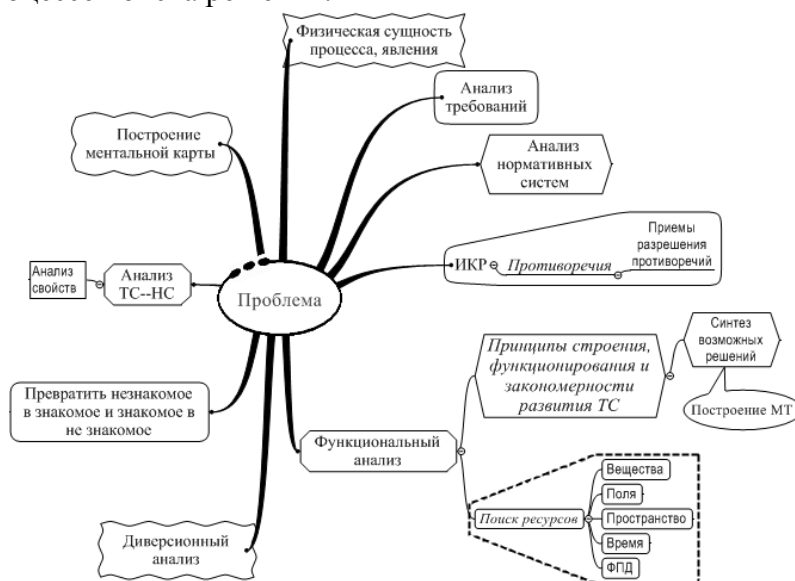 Физическая сущность
процесса, явления
Анализ
требований
Построение
ментальной карты
Анализ
нормативных
систем
Приемы
разрешения
противоречий
ИКР
Противоречия
Анализ
свойств
Анализ
ТС--НС
Проблема
Принципы строения,
функционирования и
закономерности
развития ТС
Синтез
возможных
решений
Построение МТ
Превратить незнакомое
в знакомое и знакомое в
не знакомое
Функциональный
анализ
Вещества
Поля
Поиск ресурсов
Пространство
Время
ФПД
Диверсионный
анализ